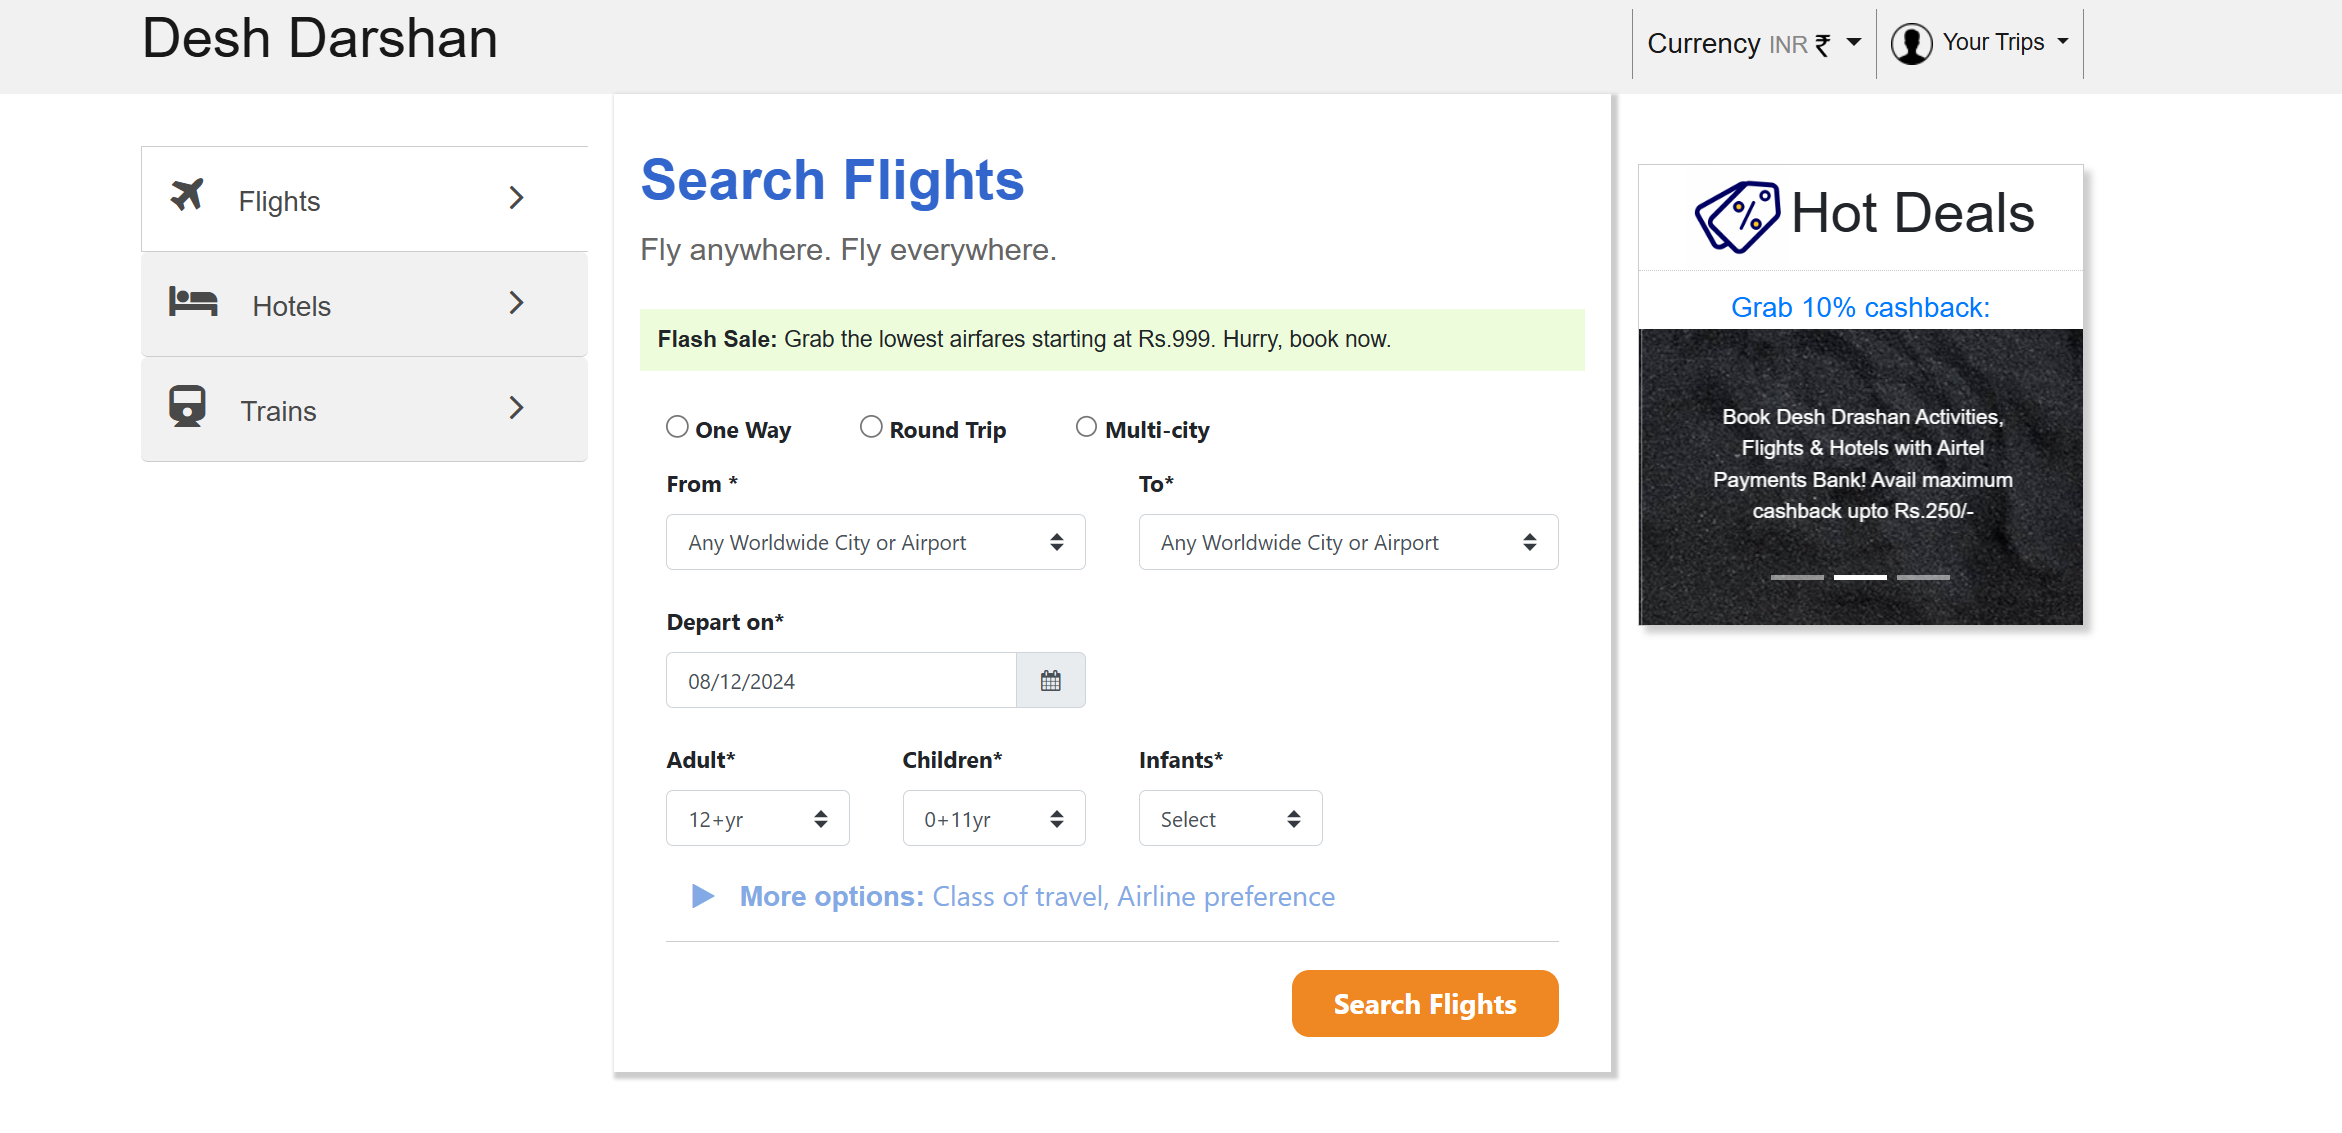 Desh Darshan
Currency INR ₹
Your Trips
Flights
Hotels
Trains
Search Flights
Fly anywhere. Fly everywhere.
Flash Sale: Grab the lowest airfares starting at Rs.999. Hurry, book now.
One Way Round Trip Multi-city
From * To*
Any Worldwide City or Airport Any Worldwide City or Airport
Depart on*
08/12/2024
Adult* Children* Infants*
12+yr 0+11yr Select
More options: Class of travel, Airline preference
Search Flights
Hot Deals
Grab 10% cashback:
Book Desh Drashan Activities,
Flights & Hotels with Airtel
Payments Bank! Avail maximum
cashback upto Rs.250/-